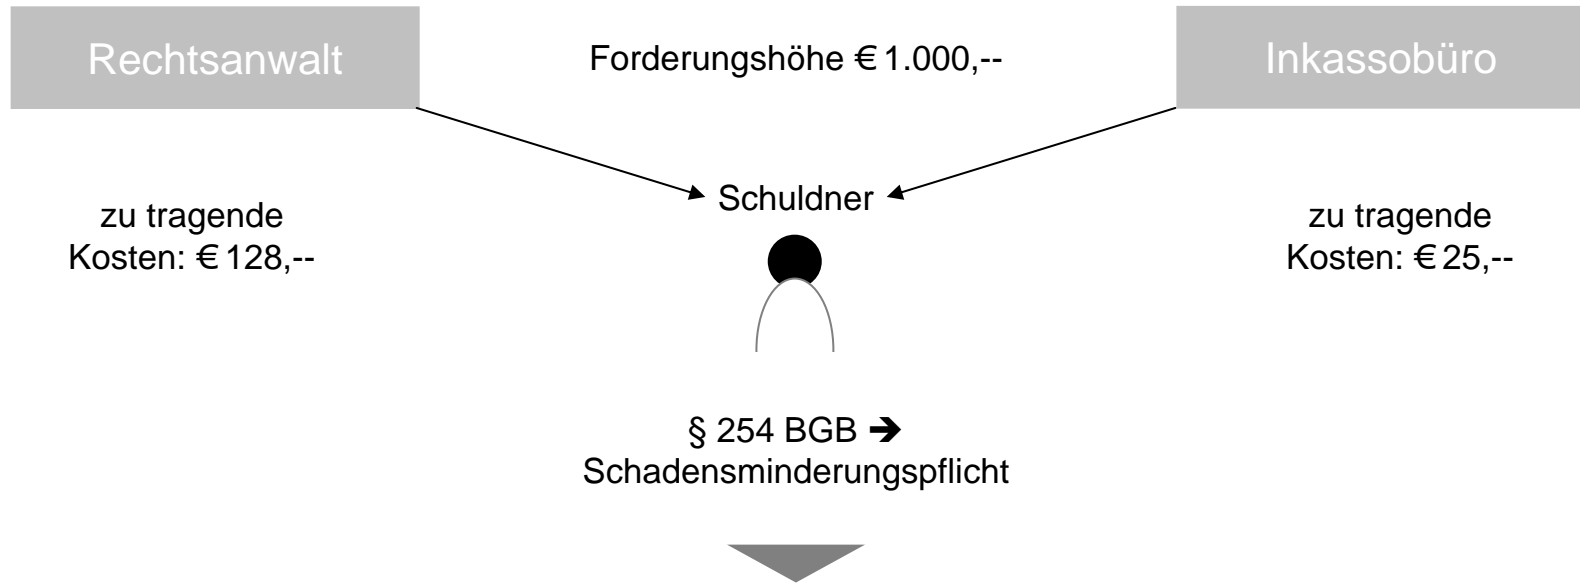 Rechtsanwalt
Forderungshöhe € 1.000,--
Inkassobüro
Schuldner
zu tragende
Kosten: € 128,--
zu tragende
Kosten: € 25,--
§ 254 BGB ➔
Schadensminderungspflicht